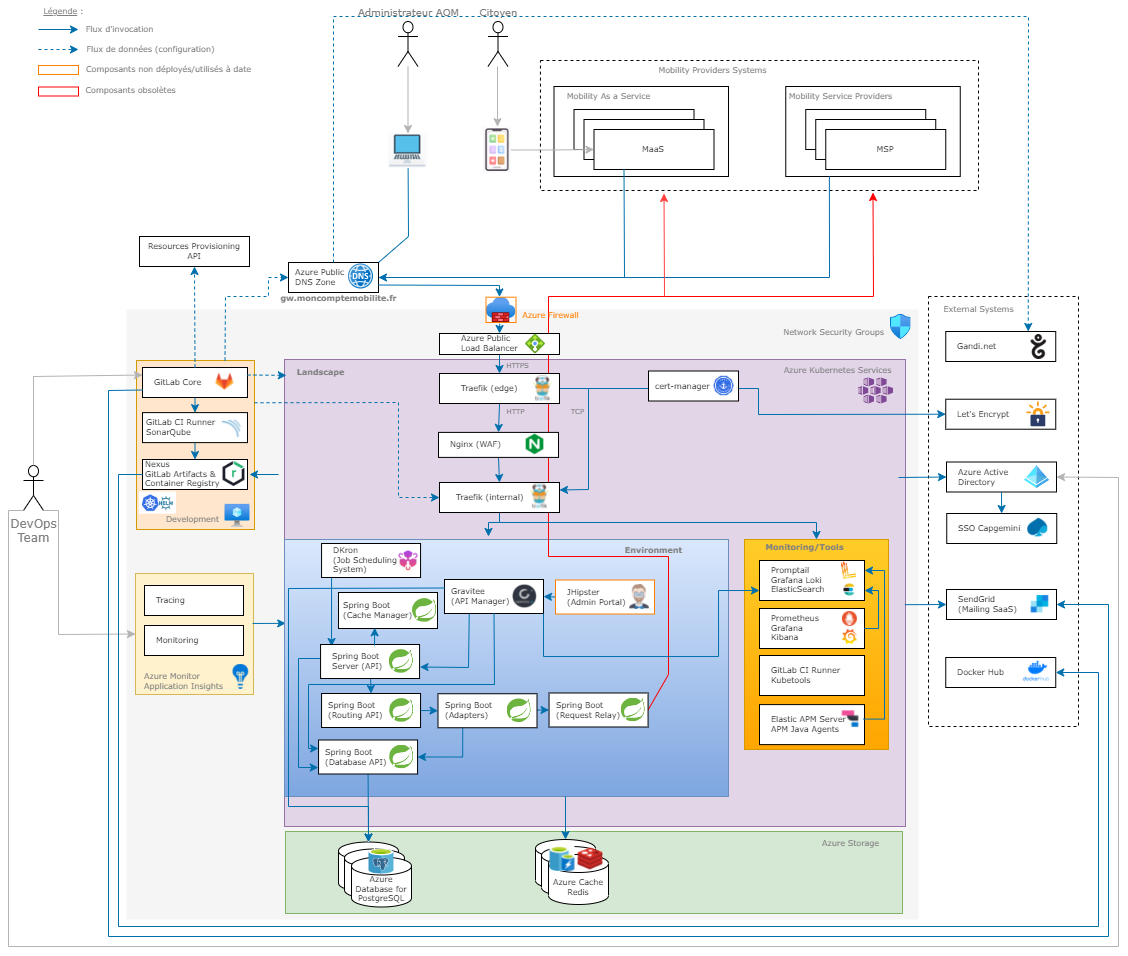 Légende :
Flux d'invocation
Flux de données (configuration)
Composants non déployés/utilisés à date
Composants obsolètes
Administrateur AOM
Citoyen
Mobility Providers Systems
Mobility As a Service
MaaS
Mobility Service Providers
MSP
Resources Provisioning
API
Azure Public
DNS Zone
DNS
gw.moncomptemobilite.fr
Azure Firewall
Network Security Groups
Azure Public
Load Balancer
HTTPS
External Systems
Gandi.net
Let's Encrypt
Azure Active
Directory
SSO Capgemini
SendGrid
(Mailing SaaS)
Docker Hub
dockerhub
GitLab Core
GitLab CI Runner
SonarQube
Nexus
GitLab Artifacts &
Container Registry
HELM
Development
DevOps
Team
Tracing
Monitoring
Azure Monitor
Application Insights
Landscape
Azure Kubernetes Services
Traefik (edge)
cert-manager
HTTP
TCP
Nginx (WAF)
Traefik (internal)
Environment
DKron
(Job Scheduling
System)
Gravitee
(API Manager)
JHipster
(Admin Portal)
Spring Boot
(Cache Manager)
Spring Boot
Server (API)
Spring Boot
(Routing API)
Spring Boot
(Adapters)
Spring Boot
(Request Relay)
Spring Boot
(Database API)
Monitoring/Tools
Promptail
Grafana Loki
ElasticSearch
Prometheus
Grafana
Kibana
GitLab CI Runner
Kubetools
Elastic APM Server
APM Java Agents
Azure Storage
Azure
Database for
PostgreSQL
Azure Cache
Redis